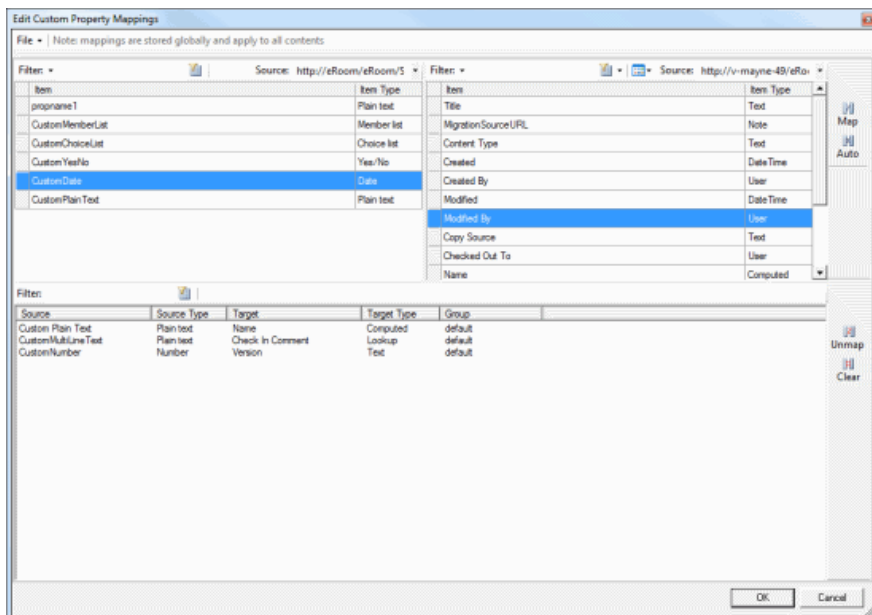 Edit Custom Property Mappings
File Note: mappings are stored globally and apply to all contents
Filter: Source: http://eRoom/eRoom/S Filter: Source: http://v-mayne-49/eRo
Item Item Type Item Item Type
propname1 Plain text Title Text
CustomMemberList Member list MigrationSourceURL Note
CustomChoiceList Choice list Content Type Text
CustomYesNo Yes/No Created DateTime
CustomDate Date Created By User
CustomPlainText Plain text Modified DateTime
Modified By User
Copy Source Text
Checked Out To User
Name Computed
Map
Auto
Filter:
Source Source Type Target Target Type Group
Custom Plain Text Plain text Name Computed default
CustomMultiLineText Plain text Check In Comment Lookup default
CustomNumber Number Version Text default
Unmap
Clear
OK Cancel